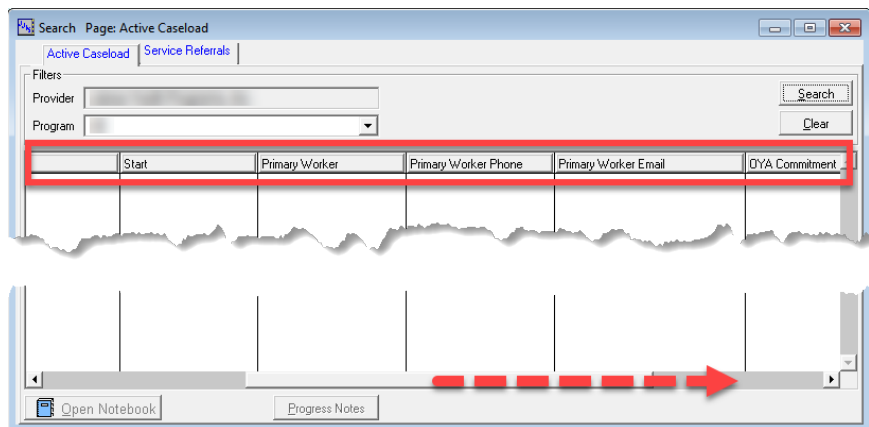 Search Page: Active Caseload
Active Caseload Service Referrals
Filters
Provider Search
Program Clear
Start Primary Worker Primary Worker Phone Primary Worker Email OYA Commitment
Open Notebook Progress Notes